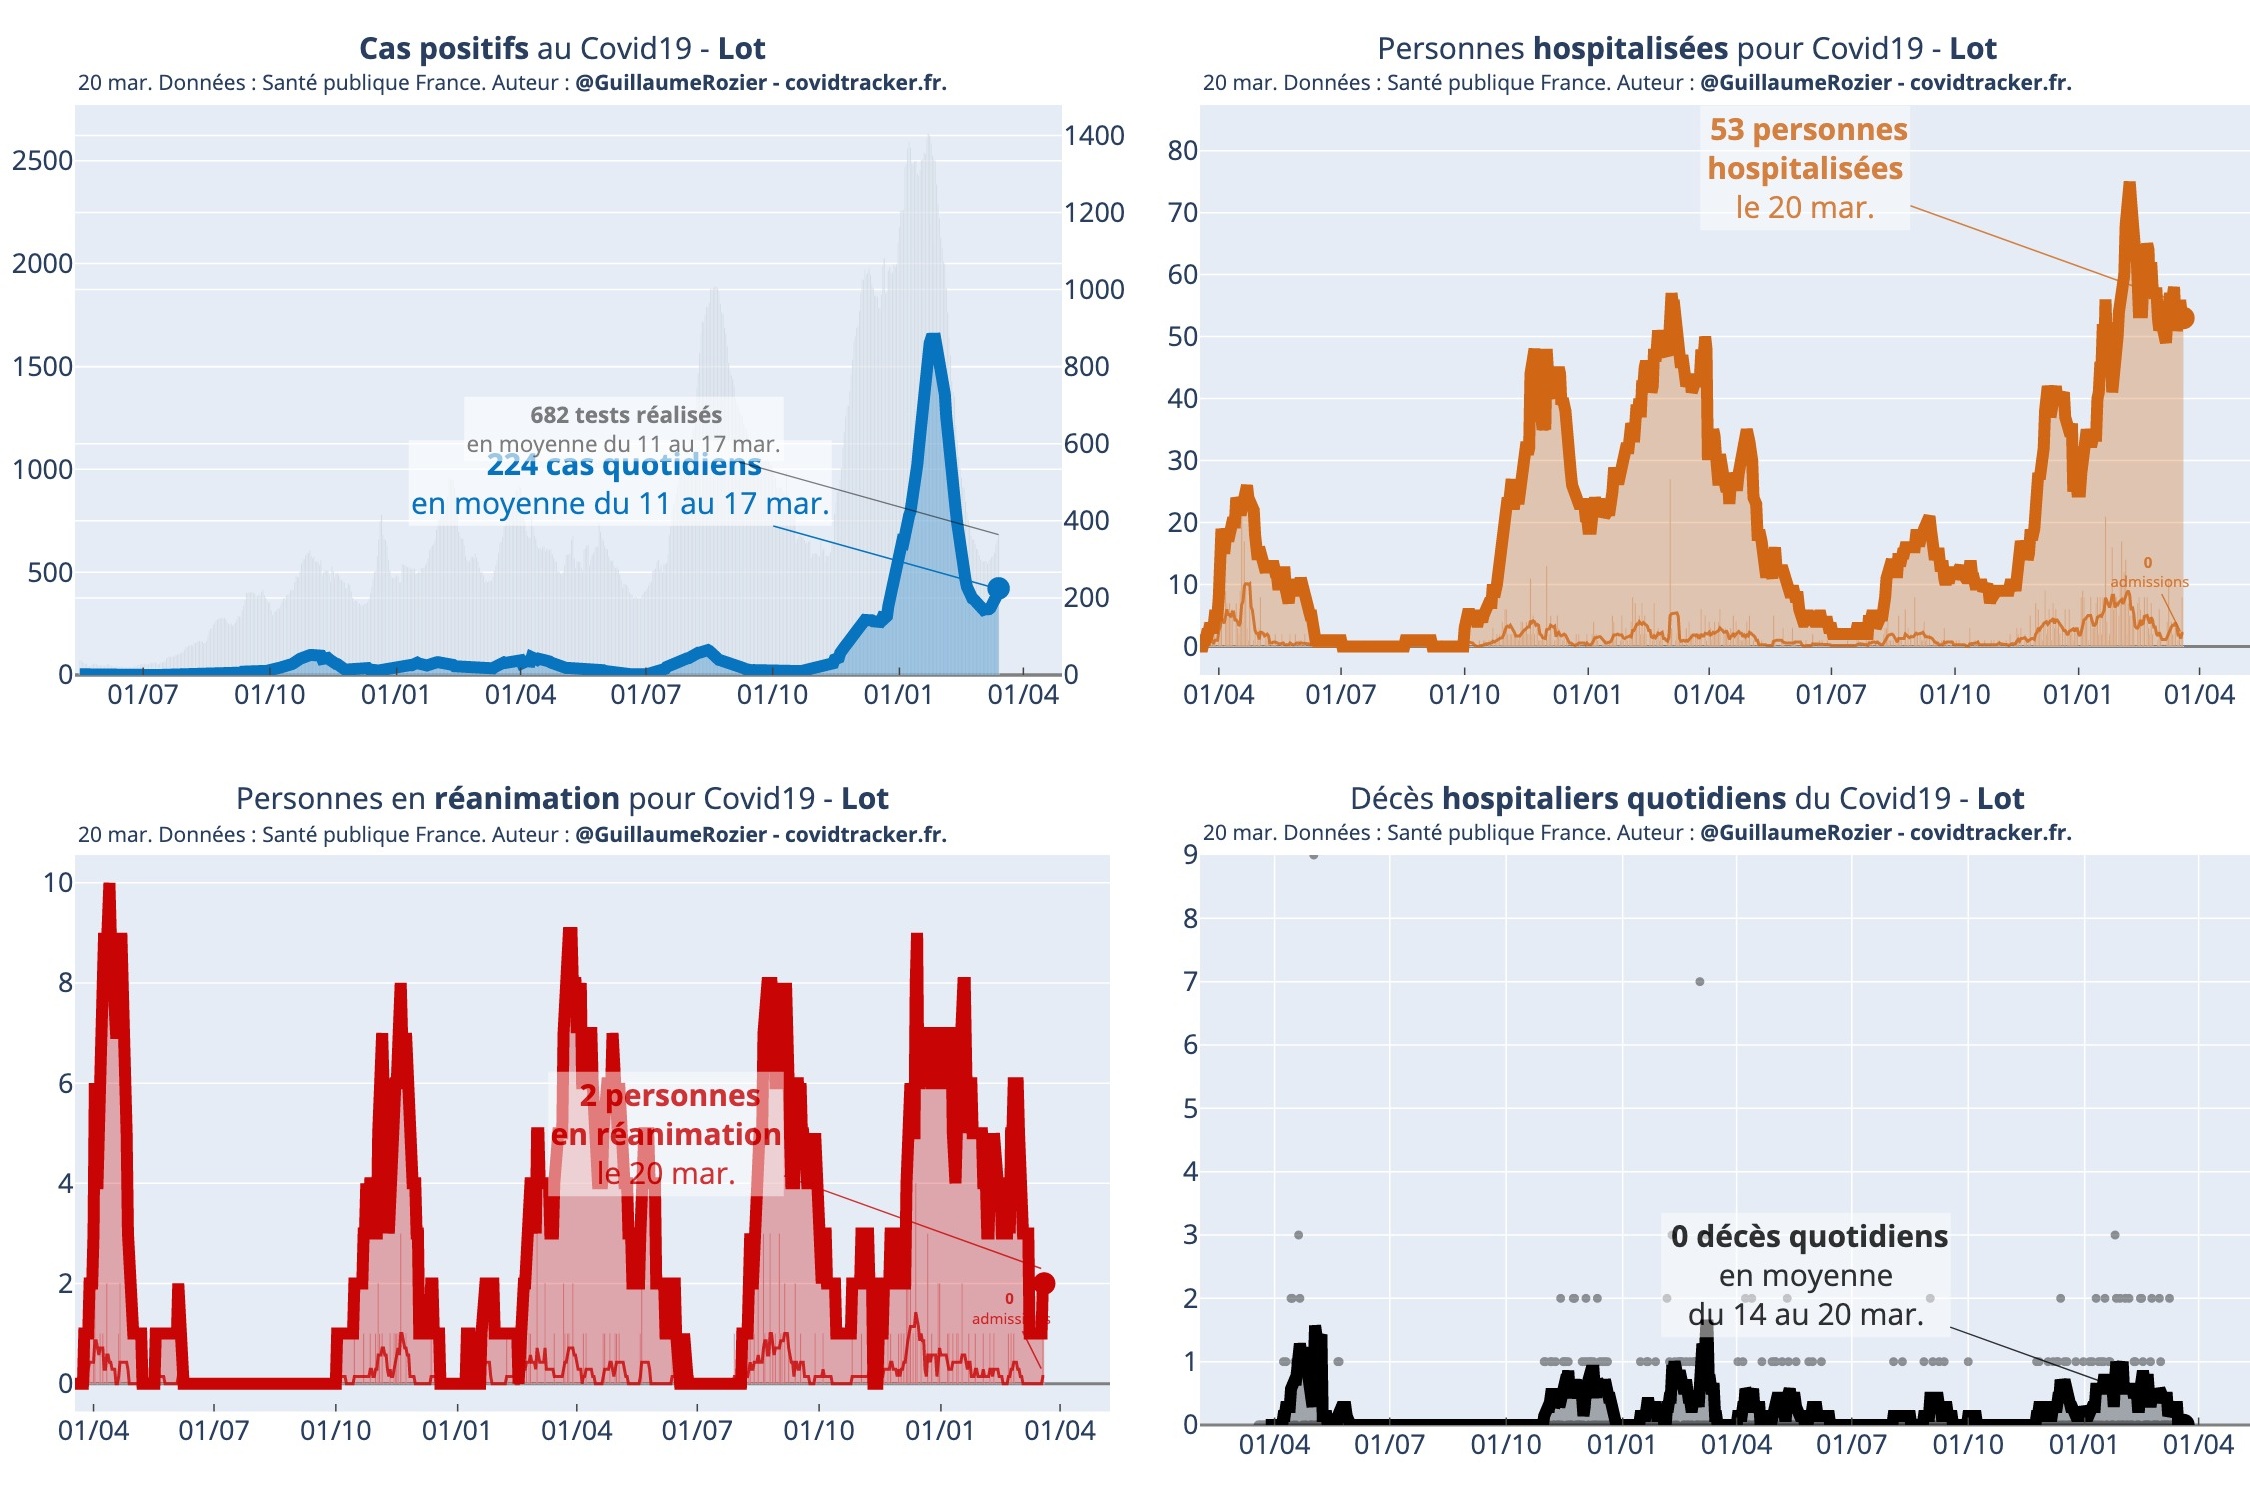 Cas positifs au Covid19 - Lot
20 mar. Données : Santé publique France. Auteur : @GuillaumeRozier - covidtracker.fr.
2500
2000
1500
1000
500
0
1400
1200
1000
800
600
400
200
0
682 tests réalisés
en moyenne du 11 au 17 mar.
224 cas quotidiens
en moyenne du 11 au 17 mar.
01/07 01/10 01/01 01/04 01/07 01/10 01/01 01/04
Personnes hospitalisées pour Covid19 - Lot
20 mar. Données : Santé publique France. Auteur : @GuillaumeRozier - covidtracker.fr.
80
70
60
50
40
30
20
10
0
53 personnes
hospitalisées
le 20 mar.
0
admissions
01/04 01/07 01/10 01/01 01/04 01/07 01/10 01/01 01/04
Personnes en réanimation pour Covid19 - Lot
20 mar. Données : Santé publique France. Auteur : @GuillaumeRozier - covidtracker.fr.
10
8
6
4
2
0
2 personnes
en réanimation
le 20 mar.
0
admissions
01/04 01/07 01/10 01/01 01/04 01/07 01/10 01/01 01/04
Décès hospitaliers quotidiens du Covid19 - Lot
20 mar. Données : Santé publique France. Auteur : @GuillaumeRozier - covidtracker.fr.
9
8
7
6
5
4
3
2
1
0
0 décès quotidiens
en moyenne
du 14 au 20 mar.
01/04 01/07 01/10 01/01 01/04 01/07 01/10 01/01 01/04